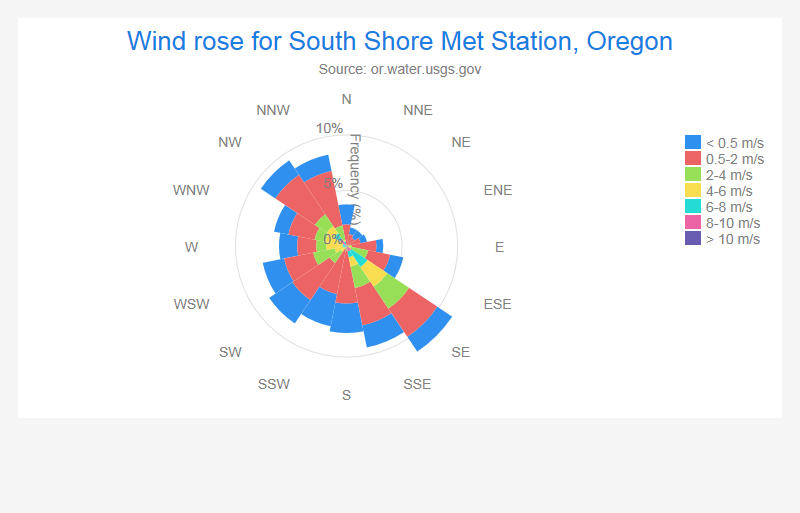 Wind rose for South Shore Met Station, Oregon
Source: or.water.usgs.gov
N
NNW
NNE
10%
Frequency (%)
NW
NE
< 0.5 m/s
0.5-2 m/s
2-4 m/s
4-6 m/s
6-8 m/s
8-10 m/s
> 10 m/s
5%
WNW
ENE
0%
W
E
WSW
ESE
SW
SE
SSW
SSE
S